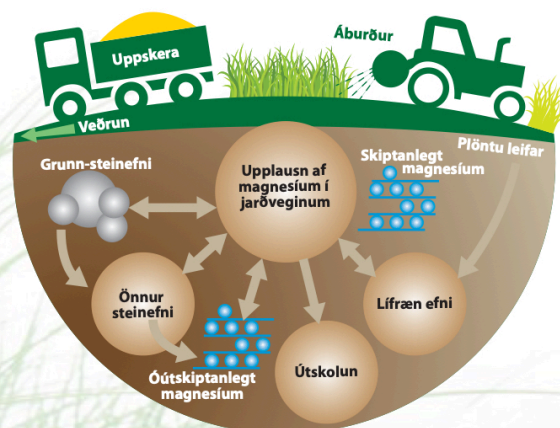 Uppskera
Áburður
Veðrun
Plöntu leifar
Grunn-steinefni
Upplausn af
magnesíum í
jarðveginum
Skiptanlegt
magnesíum
Önnur
steinefni
Lífræn efni
Óútskiptanlegt
magnesíum
Útskolun